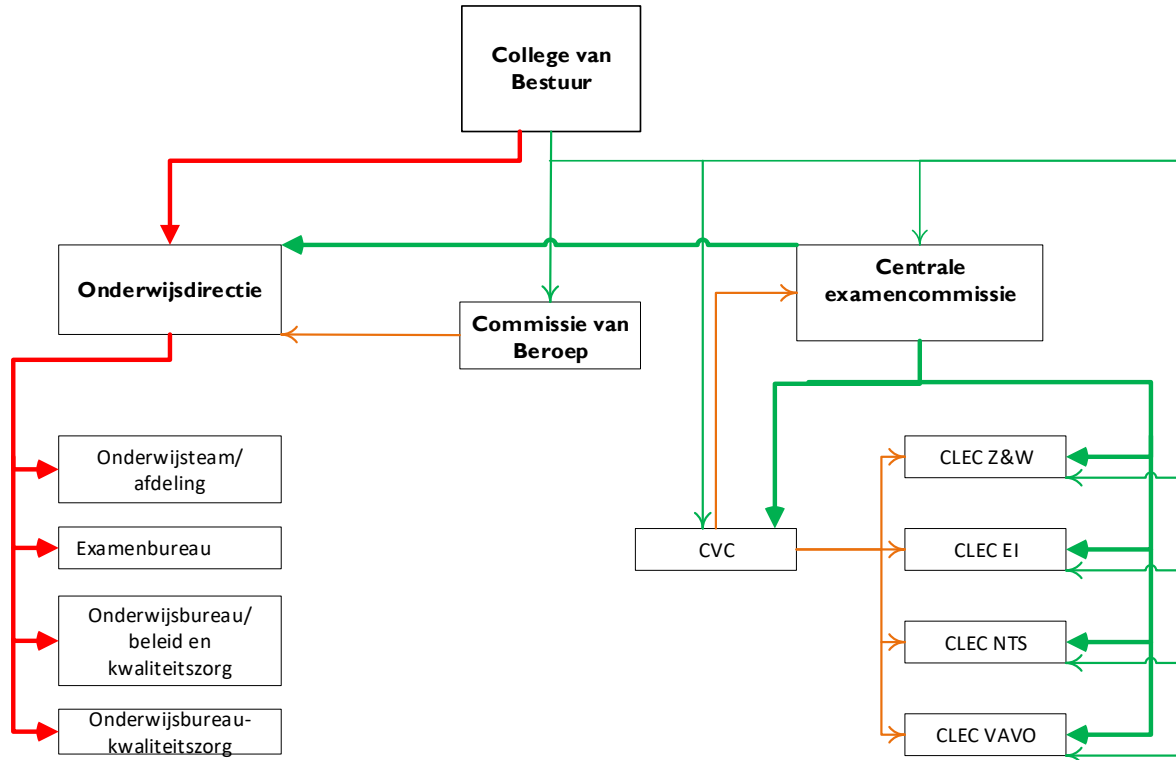 College van
Bestuur
Onderwijsdirectie
Commissie van
Beroep
Centrale
examencommissie
Onderwijsteam/
afdeling
Examenbureau
Onderwijsbureau/
beleid en
kwaliteitszorg
Onderwijsbureau-
kwaliteitszorg
CVC
CLEC Z&W
CLEC EI
CLEC NTS
CLEC VAVO